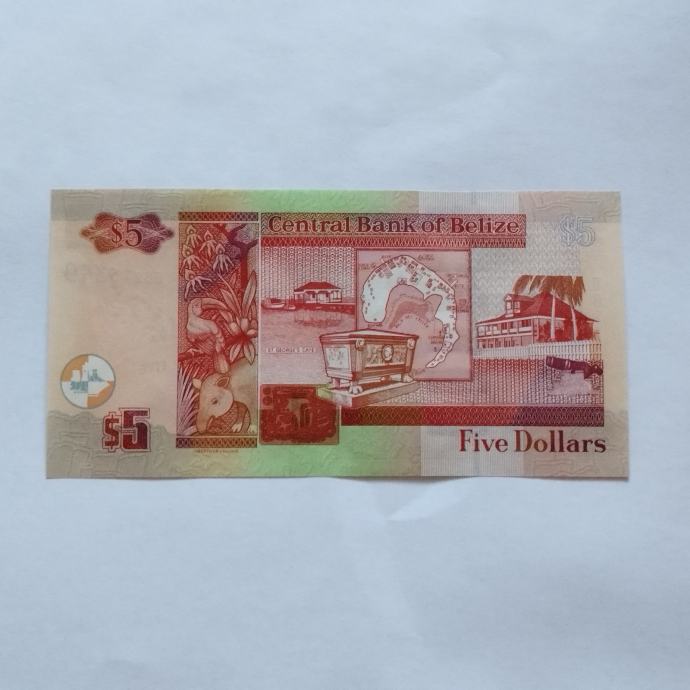 $5
Central Bank of Belize
$5
ST. GEORGE'S CAYE
$5
Five Dollars